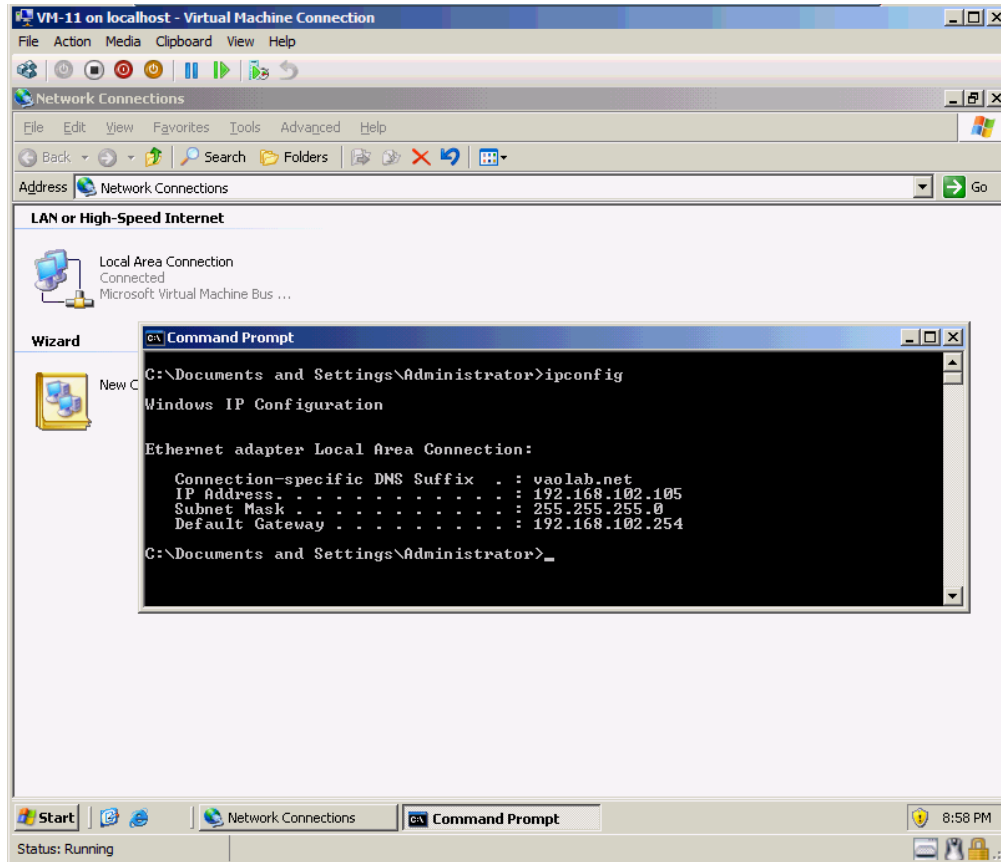 VM-11 on localhost - Virtual Machine Connection
File Action Media Clipboard View Help
Network Connections
File Edit View Favorites Tools Advanced Help
Back Search Folders
Address Network Connections Go
LAN or High-Speed Internet
Local Area Connection
Connected
Microsoft Virtual Machine Bus ...
Wizard
New C
Command Prompt
C:\Documents and Settings\Administrator>ipconfig
Windows IP Configuration
Ethernet adapter Local Area Connection:
Connection-specific DNS Suffix . : vaolab.net
IP Address. . . . . . . . . . . . : 192.168.102.105
Subnet Mask . . . . . . . . . . . : 255.255.255.0
Default Gateway . . . . . . . . . : 192.168.102.254
C:\Documents and Settings\Administrator>_
Start Network Connections Command Prompt 8:58 PM
Status: Running